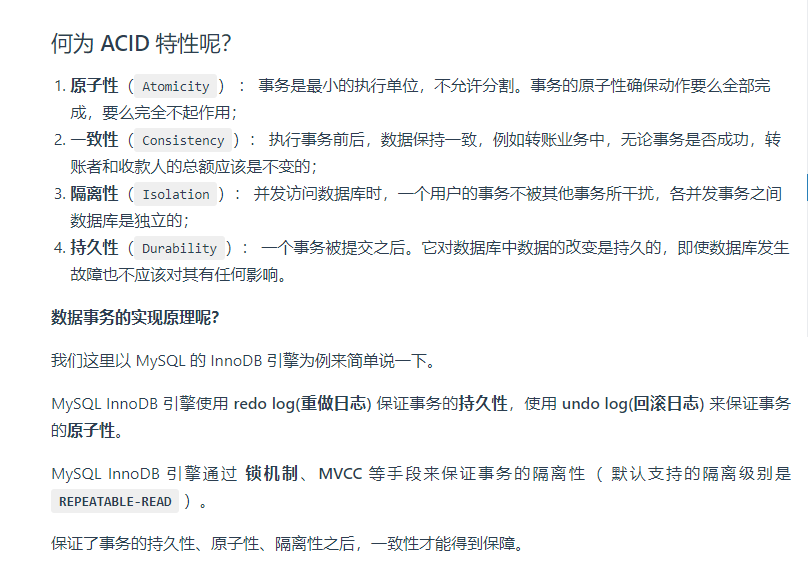 何为 ACID 特性呢?
1. 原子性（ Atomicity ） ： 事务是最小的执行单位，不允许分割。事务的原子性确保动作要么全部完
成，要么完全不起作用；
2. 一致性（ Consistency ）： 执行事务前后，数据保持一致，例如转账业务中，无论事务是否成功，转
账者和收款人的总额应该是不变的；
3. 隔离性（ Isolation ）： 并发访问数据库时，一个用户的事务不被其他事务所干扰，各并发事务之间
数据库是独立的；
4. 持久性（ Durability ）： 一个事务被提交之后。它对数据库中数据的改变是持久的，即使数据库发生
故障也不应该对其有任何影响。
数据事务的实现原理呢?
我们这里以 MySQL 的 InnoDB 引擎为例来简单说一下。
MySQL InnoDB 引擎使用 redo log(重做日志) 保证事务的持久性，使用 undo log(回滚日志) 来保证事务
的原子性。
MySQL InnoDB 引擎通过 锁机制、MVCC 等手段来保证事务的隔离性（ 默认支持的隔离级别是
REPEATABLE-READ ）。
保证了事务的持久性、原子性、隔离性之后，一致性才能得到保障。